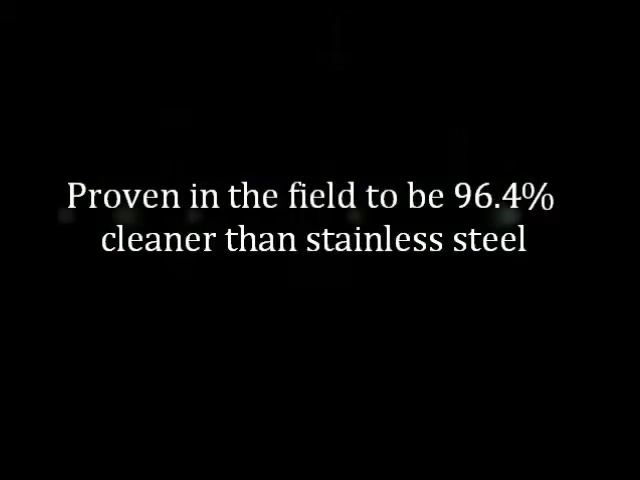 Proven in the field to be 96.4%
cleaner than stainless steel